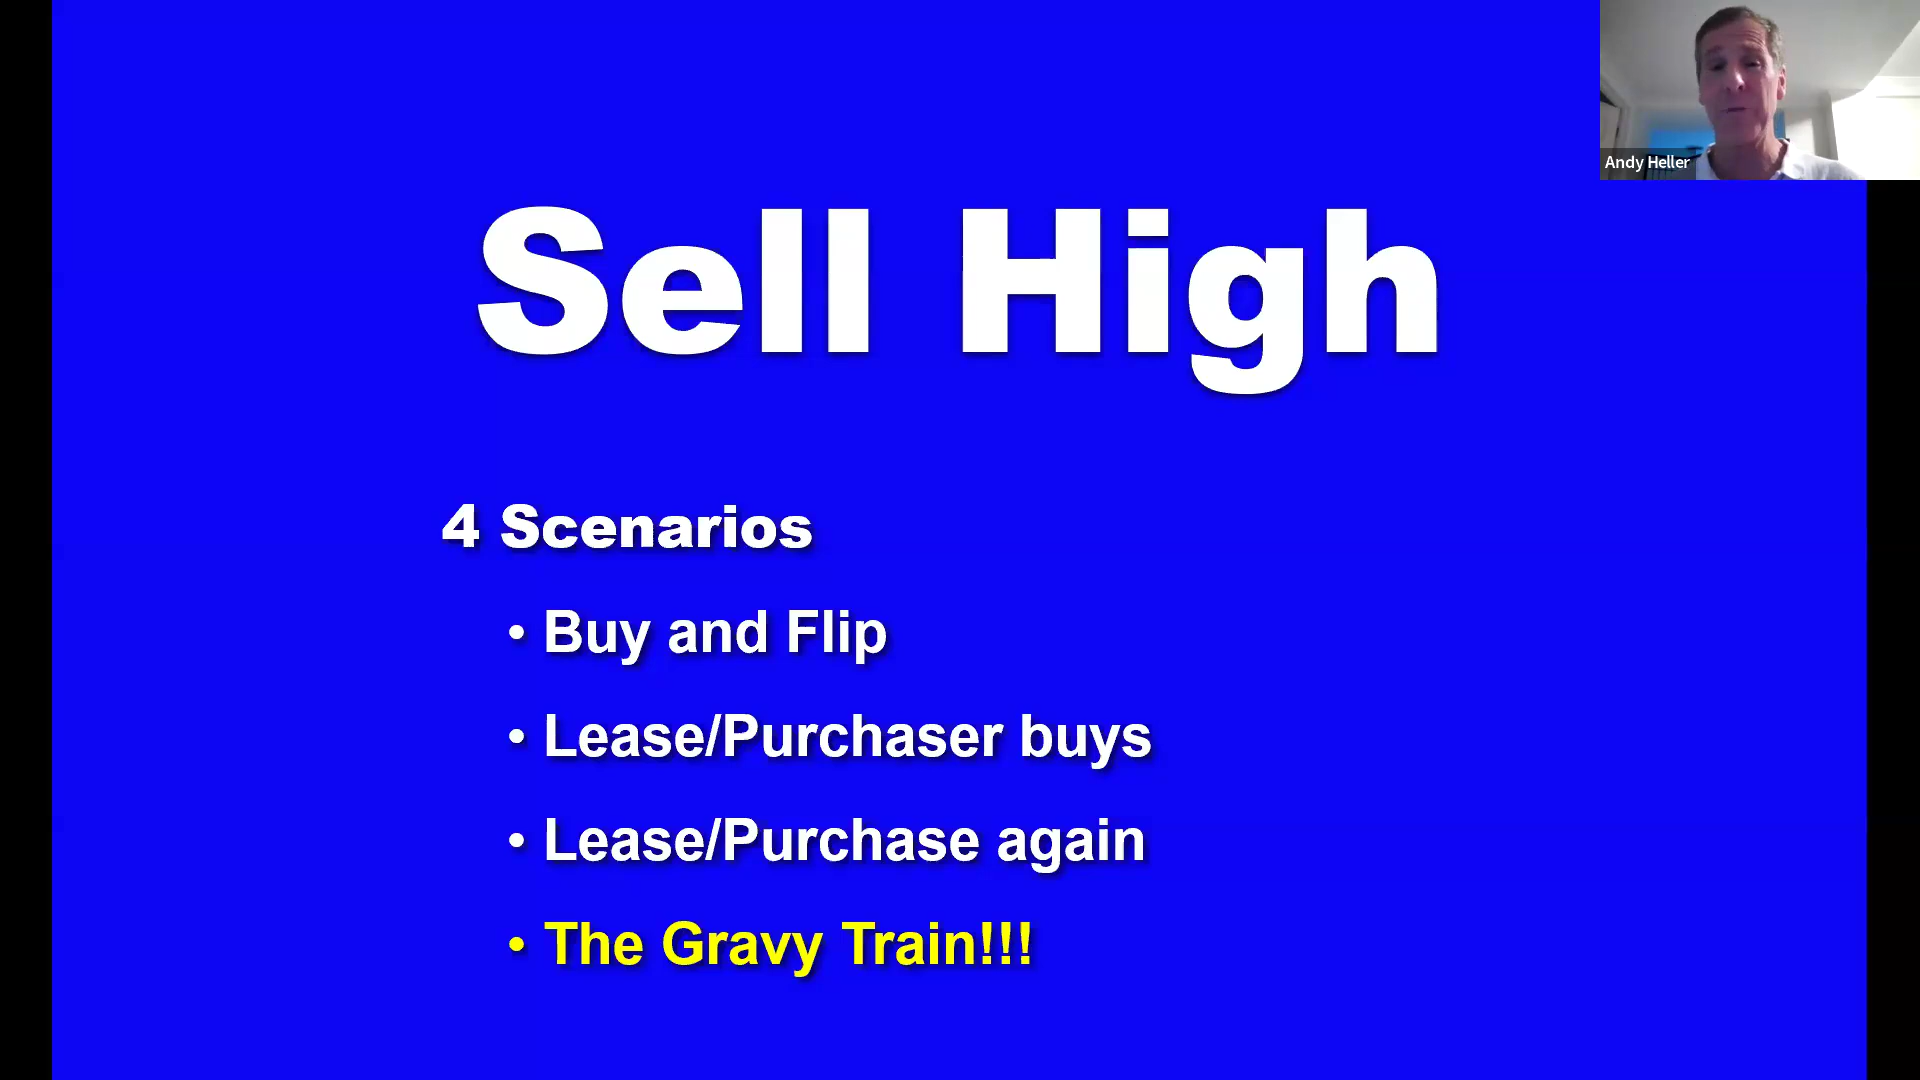 Andy Heller
Sell High
4 Scenarios
• Buy and Flip
• Lease/Purchaser buys
• Lease/Purchase again
• The Gravy Train!!!